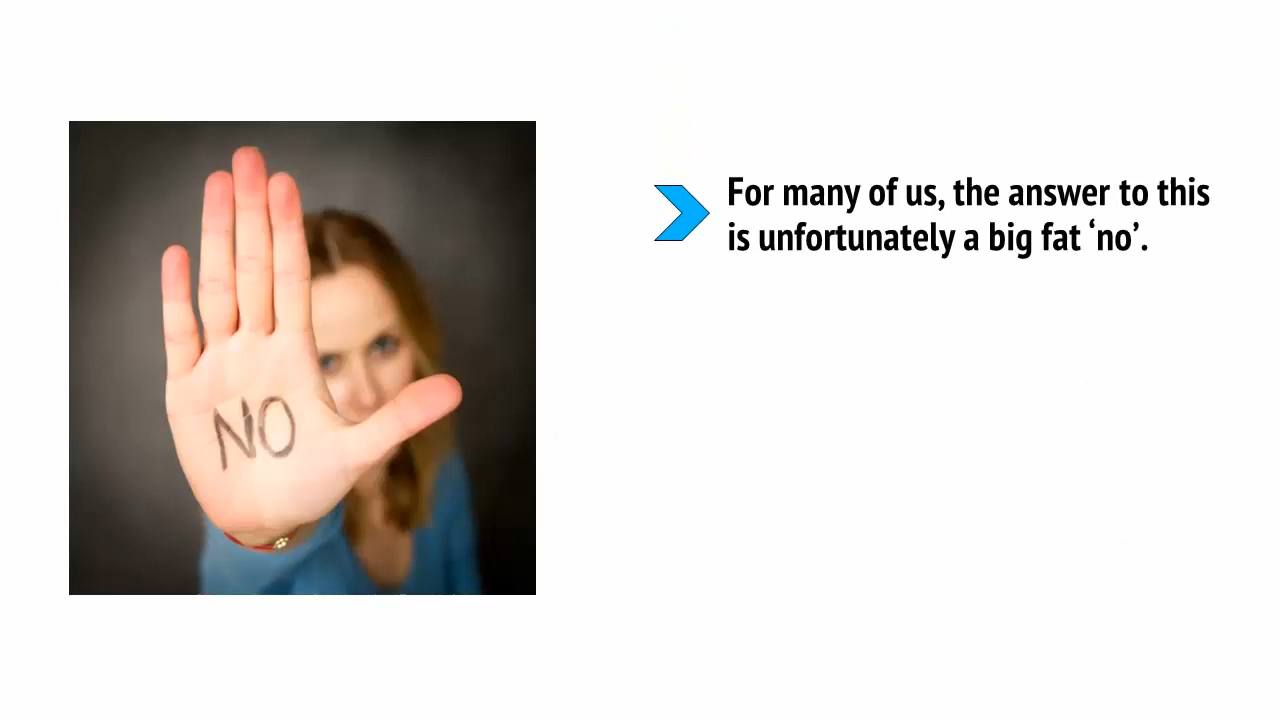 NO
For many of us, the answer to this
is unfortunately a big fat ‘no’.